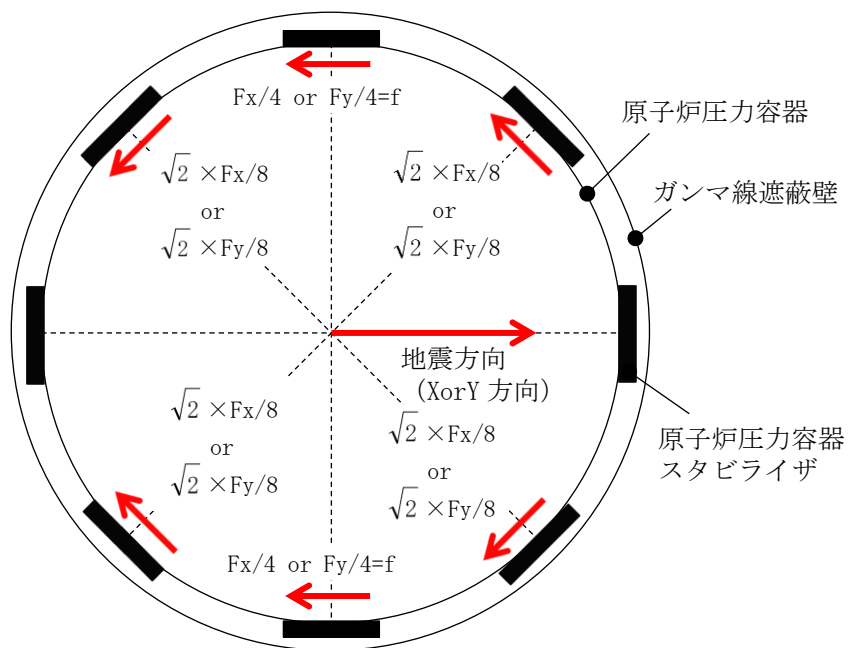 Fx/4 or Fy/4=f
√2 ×Fx/8
or
√2 ×Fy/8
√2 ×Fx/8
or
√2 ×Fy/8
原子炉圧力容器
ガンマ線遮蔽壁
地震方向
(XorY 方向)
√2 ×Fx/8
or
√2 ×Fy/8
√2 ×Fx/8
or
√2 ×Fy/8
原子炉圧力容器
スタビライザ
Fx/4 or Fy/4=f